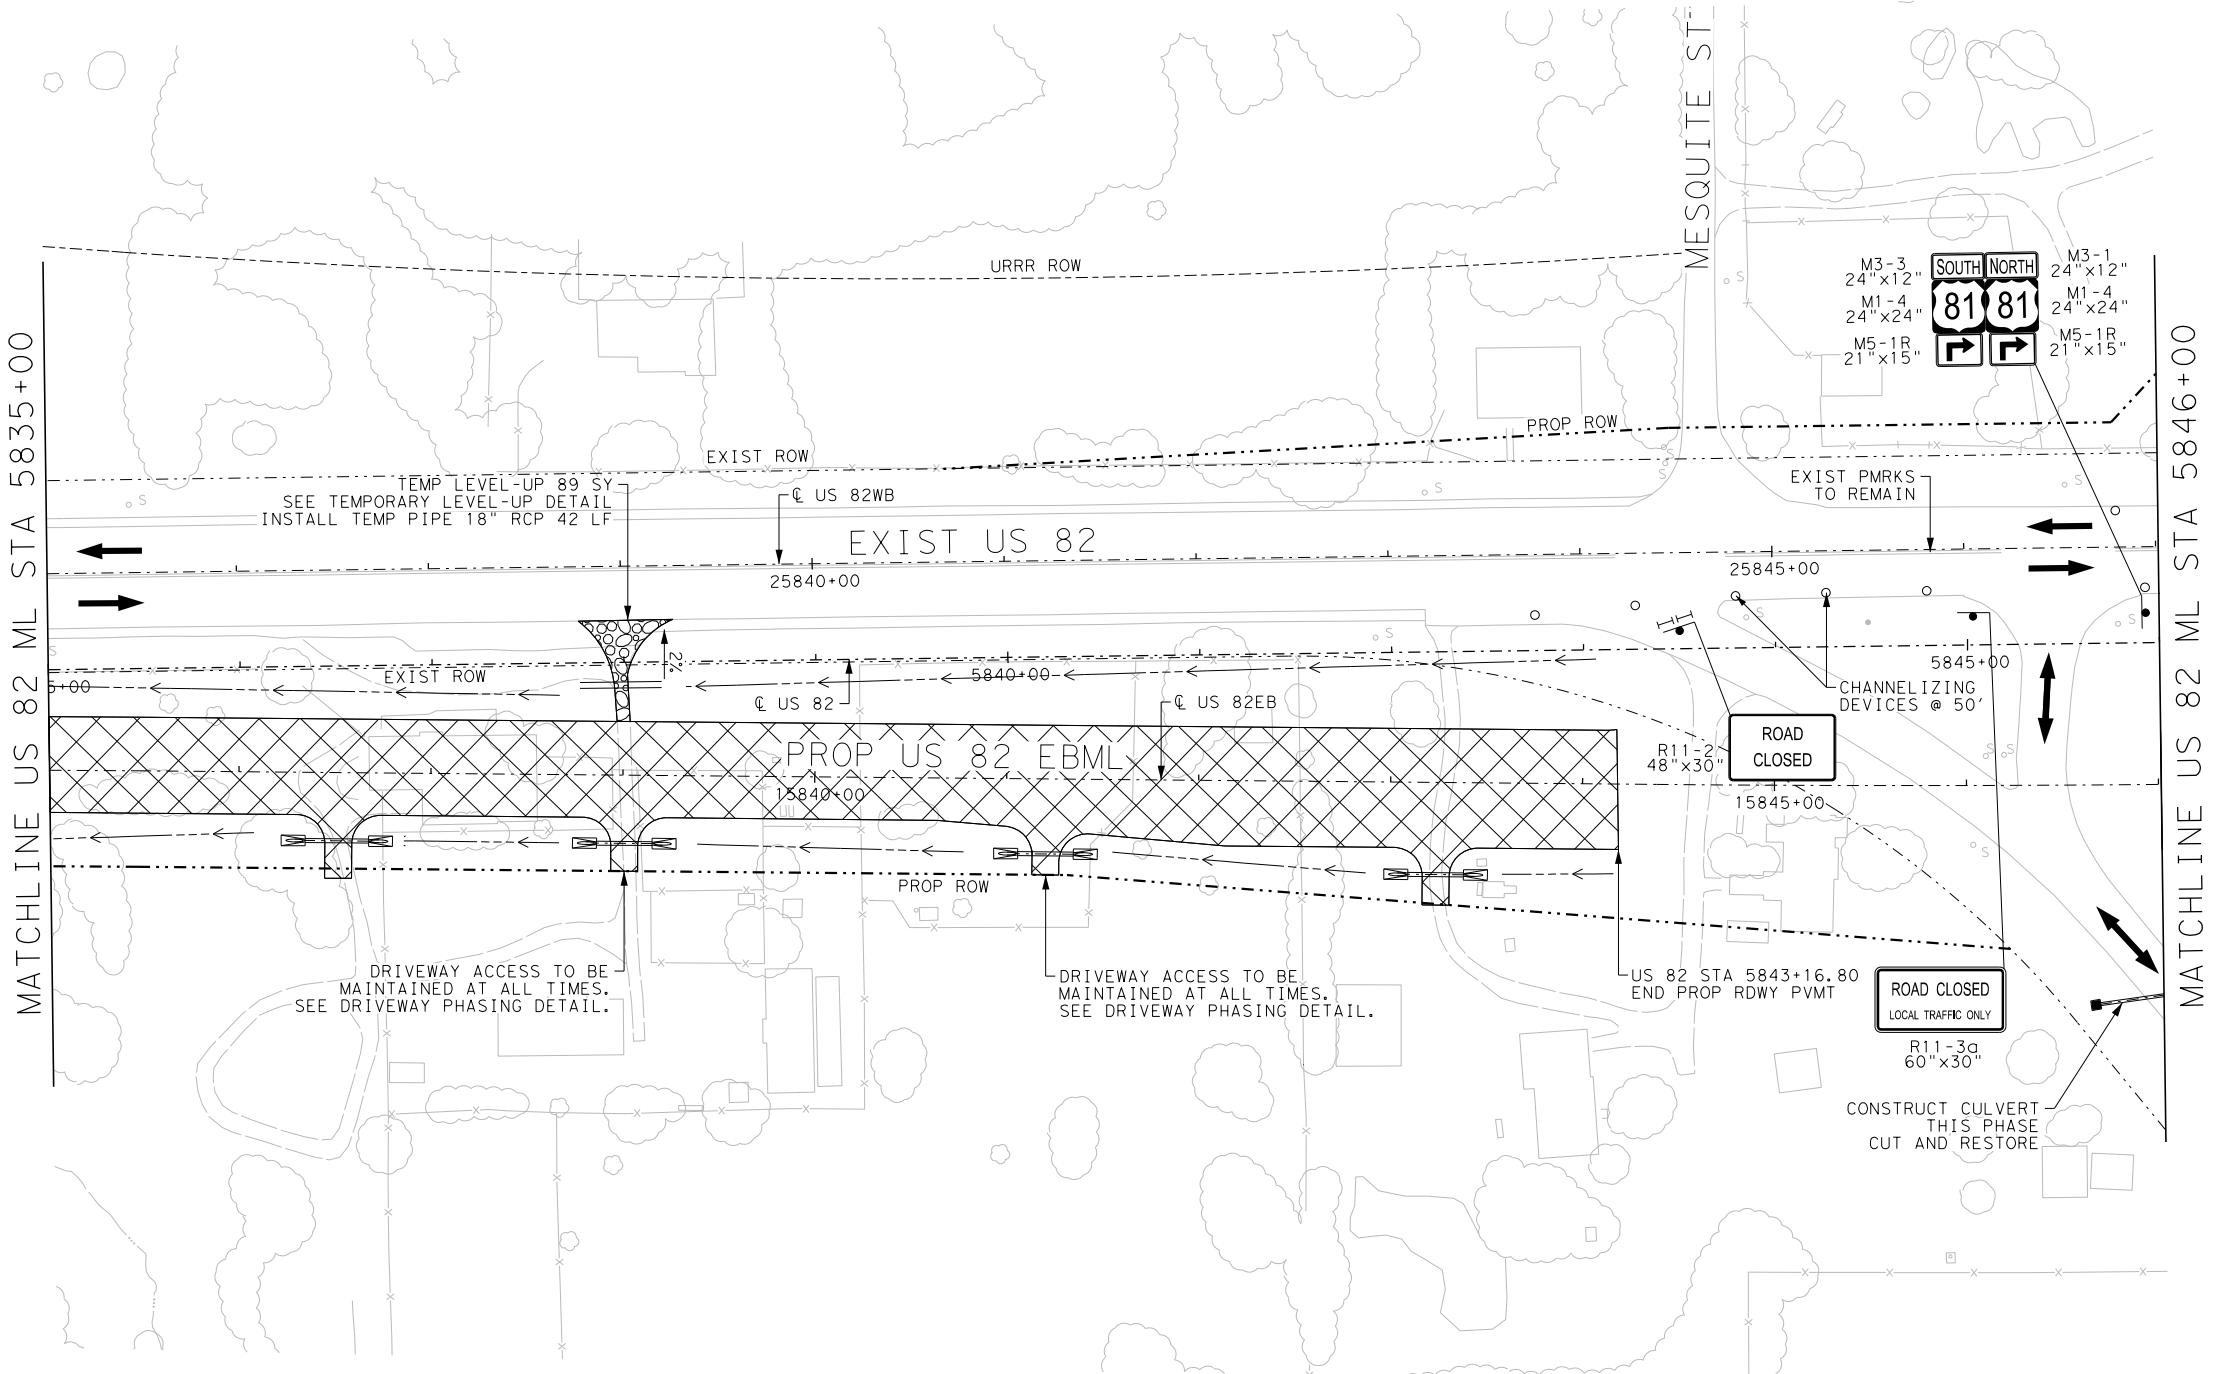 MESQUITE ST
URRR ROW
M3-3
24"x12"
M1-4
24"x24"
M5-1R
21"x15"
SOUTH
81
NORTH
81
M3-1
24"x12"
M1-4
24"x24"
M5-1R
21"x15"
MATCHLINE US 82 ML STA 5835+00
MATCHLINE US 82 ML STA 5846+00
PROP ROW
EXIST ROW
TEMP LEVEL-UP 89 SY
SEE TEMPORARY LEVEL-UP DETAIL
INSTALL TEMP PIPE 18" RCP 42 LF
℄ US 82WB
EXIST US 82
EXIST PMRKS
TO REMAIN
25840+00
25845+00
2%
EXIST ROW
5+00
5840+00
5845+00
℄ US 82
℄ US 82EB
CHANNELIZING
DEVICES @ 50'
PROP US 82 EBML
15840+00
R11-2
48"x30"
ROAD
CLOSED
15845+00
PROP ROW
DRIVEWAY ACCESS TO BE
MAINTAINED AT ALL TIMES.
SEE DRIVEWAY PHASING DETAIL.
DRIVEWAY ACCESS TO BE
MAINTAINED AT ALL TIMES.
SEE DRIVEWAY PHASING DETAIL.
US 82 STA 5843+16.80
END PROP RDWY PVMT
ROAD CLOSED
LOCAL TRAFFIC ONLY
R11-3a
60"x30"
CONSTRUCT CULVERT
THIS PHASE
CUT AND RESTORE